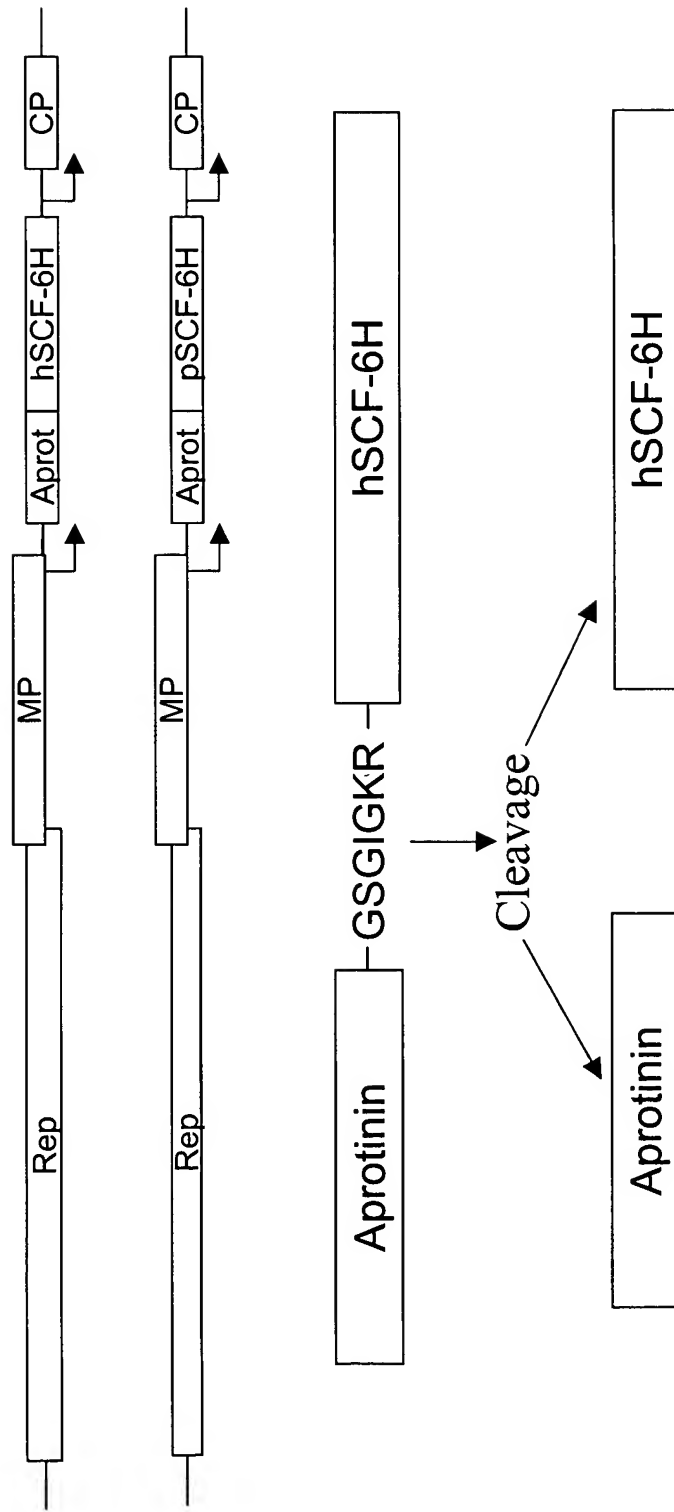 Rep MP Aprot hSCF-6H CP
Rep MP Aprot pSCF-6H CP
Aprotinin GSGIGKR hSCF-6H
Cleavage
Aprotinin hSCF-6H